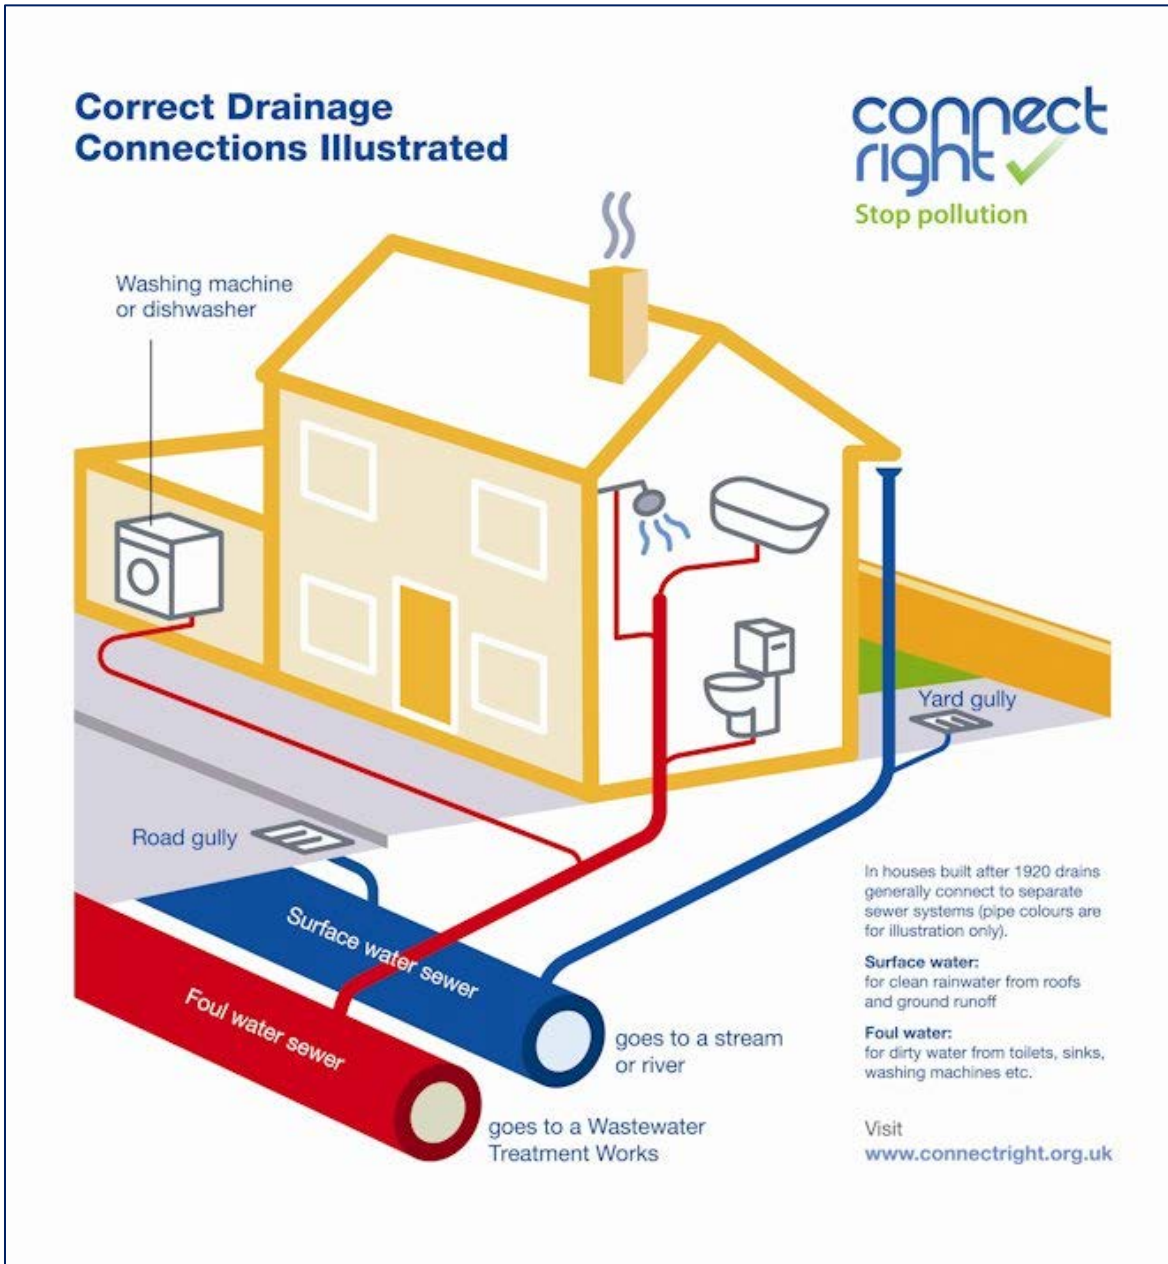 Correct Drainage
Connections Illustrated
connect
right
Stop pollution
Washing machine
or dishwasher
Yard gully
Road gully
Surface water sewer
Foul water sewer
goes to a stream
or river
goes to a Wastewater
Treatment Works
In houses built after 1920 drains
generally connect to separate
sewer systems (pipe colours are
for illustration only).
Surface water:
for clean rainwater from roofs
and ground runoff
Foul water:
for dirty water from toilets, sinks,
washing machines etc.
Visit
www.connectright.org.uk